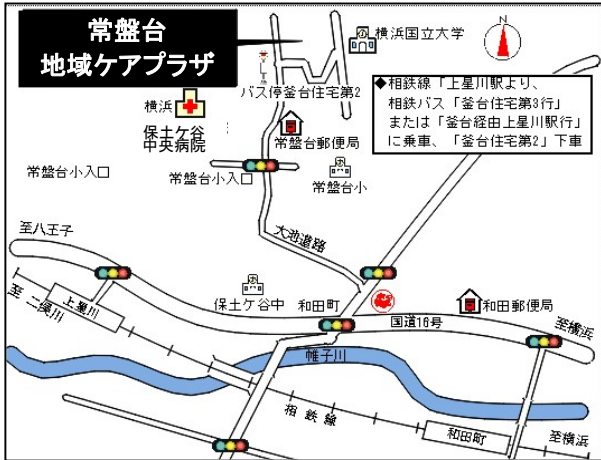 常盤台
地域ケアプラザ
横浜国立大学
N
バス停釜台住宅第2
◆相鉄線「上星川駅より、
相鉄バス「釜台住宅第3行」
または「釜台経由上星川駅行」
に乗車、「釜台住宅第2」下車
横浜
保土ケ谷
中央病院
常盤台郵便局
常盤台小入口
常盤台小入口
常盤台小
大池道路
至八王子
至二俣川
上星川
保土ケ谷中
和田町
和田郵便局
国道16号
至横浜
帷子川
相鉄線
和田町
至横浜